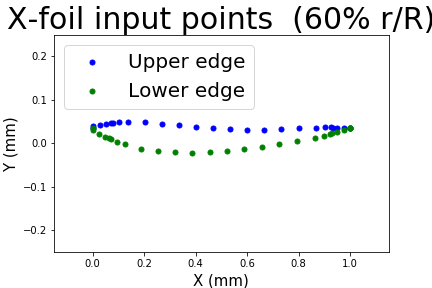 X-foil input points  (60% r/R)
Upper edge
Lower edge
Y (mm)
0.2
0.1
0.0
−0.1
−0.2
0.0 0.2 0.4 0.6 0.8 1.0
X (mm)